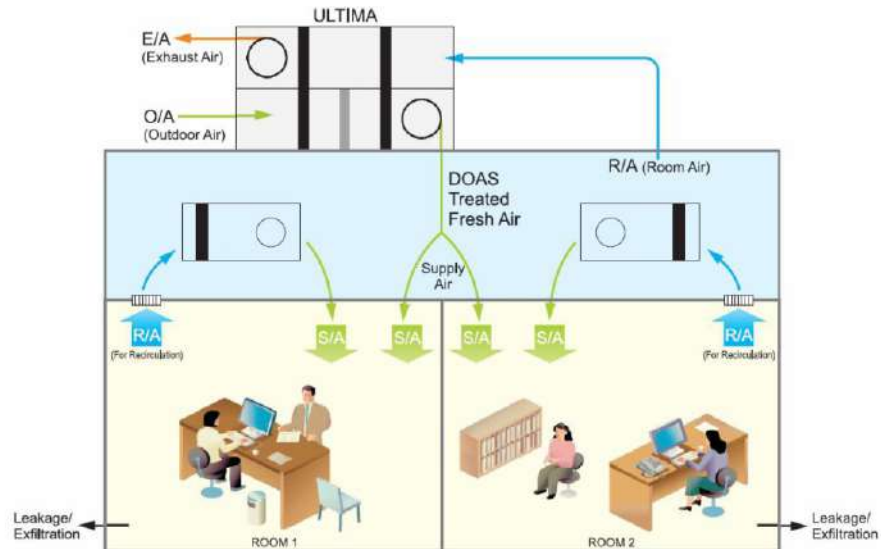 ULTIMA
E/A
(Exhaust Air)
O/A
(Outdoor Air)
R/A (Room Air)
DOAS
Treated
Fresh Air
Supply
Air
R/A
(For Recirculation)
S/A
S/A
S/A
S/A
R/A
(For Recirculation)
Leakage/
Exfiltration
ROOM 1
ROOM 2
Leakage/
Exfiltration